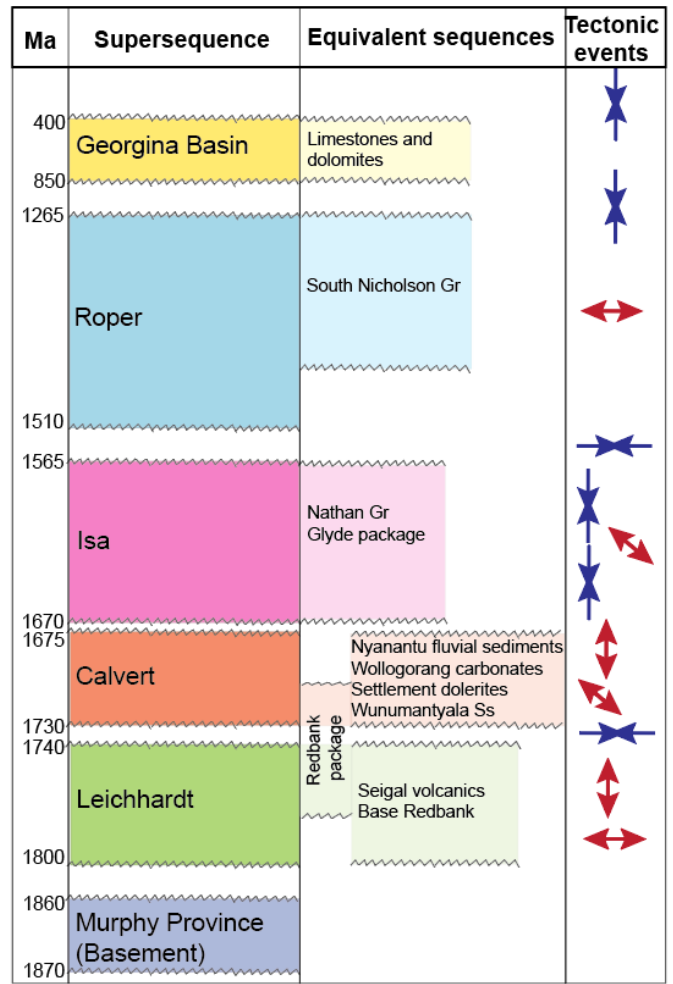 Ma
Supersequence
Equivalent sequences
Tectonic
events
400
Georgina Basin
Limestones and
dolomites
850
1265
Roper
South Nicholson Gr
1510
1565
Isa
Nathan Gr
Glyde package
1670
1675
Calvert
Nyanantu fluvial sediments
Wollogorang carbonates
Settlement dolerites
Wunumantyala Ss
1730
Redbank
package
1740
Leichhardt
Seigal volcanics
Base Redbank
1800
1860
Murphy Province
(Basement)
1870